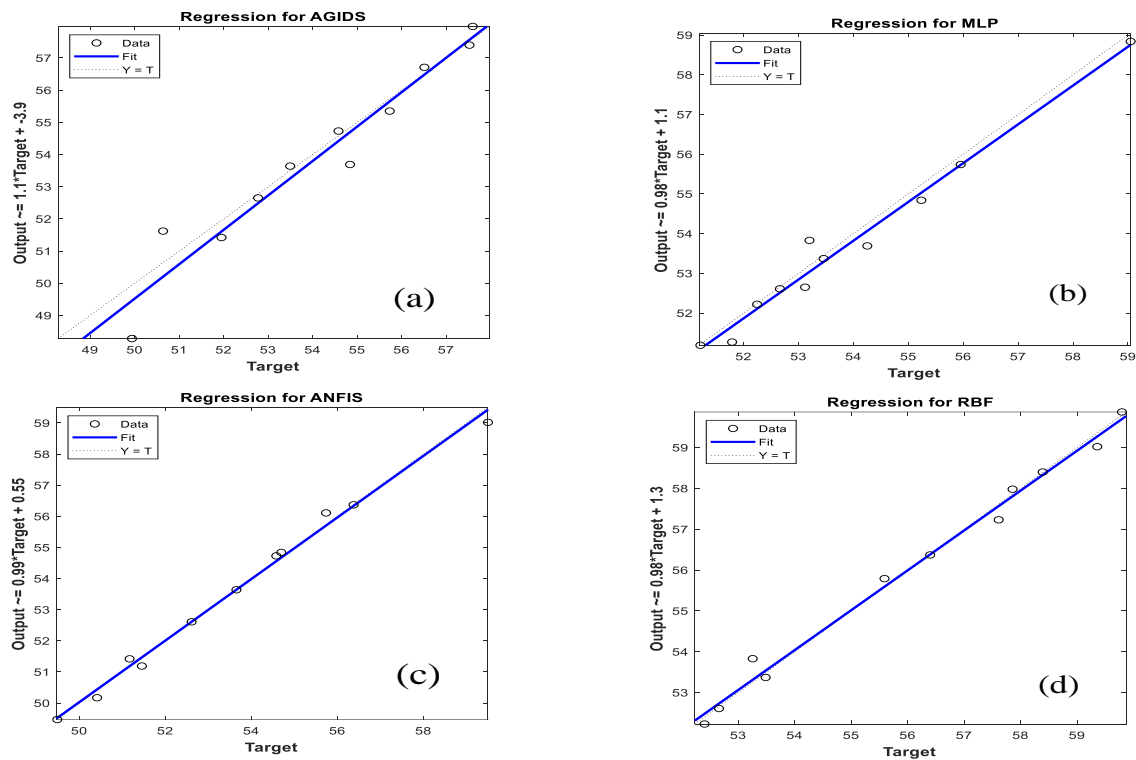 Regression for AGIDS
Data
Fit
Y = T
Output ~= 1.1*Target + -3.9
57
56
55
54
53
52
51
50
49
49 50 51 52 53 54 55 56 57
Target
(a)
Regression for MLP
Data
Fit
Y = T
Output ~= 0.98*Target + 1.1
59
58
57
56
55
54
53
52
52 53 54 55 56 57 58 59
Target
(b)
Regression for ANFIS
Data
Fit
Y = T
Output ~= 0.99*Target + 0.55
59
58
57
56
55
54
53
52
51
50
50 52 54 56 58
Target
(c)
Regression for RBF
Data
Fit
Y = T
Output ~= 0.98*Target + 1.3
59
58
57
56
55
54
53
53 54 55 56 57 58 59
Target
(d)